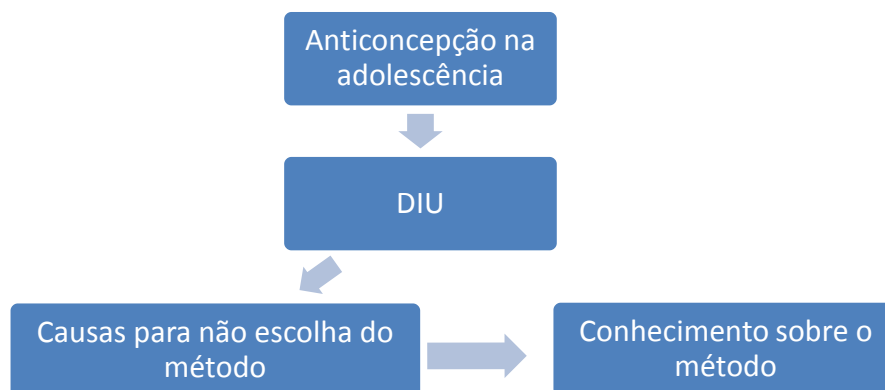 Anticoncepção na
adolescência
DIU
Causas para não escolha do
método
Conhecimento sobre o
método